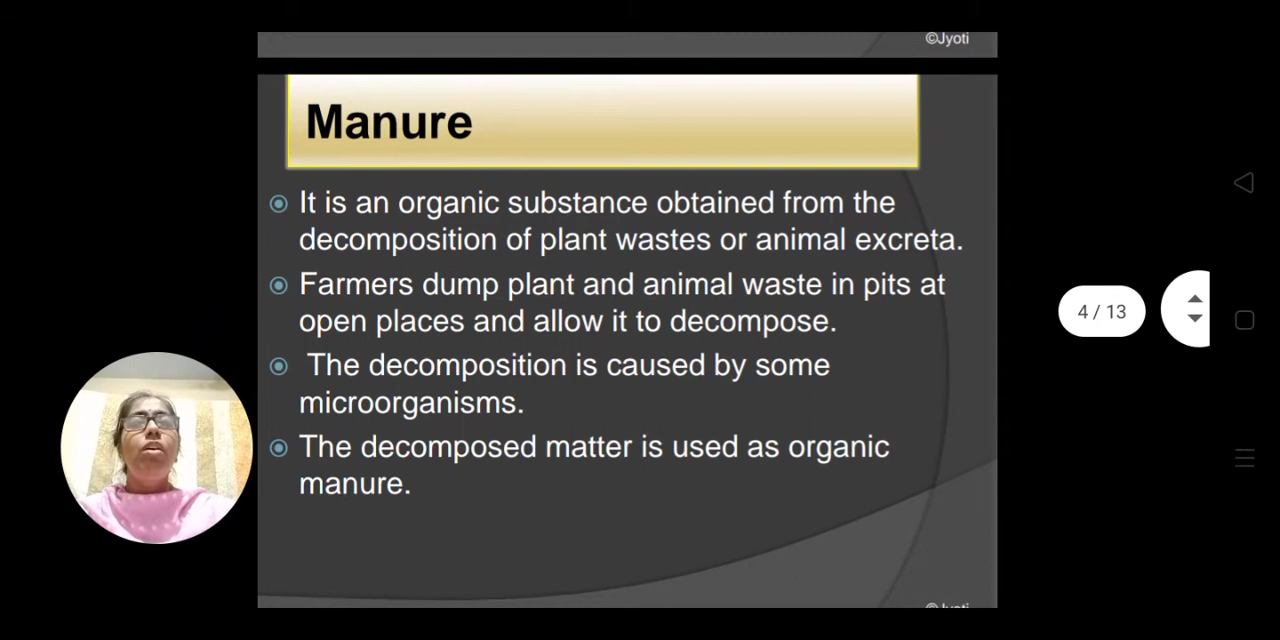 ©Jyoti
Manure
It is an organic substance obtained from the
decomposition of plant wastes or animal excreta.
Farmers dump plant and animal waste in pits at
open places and allow it to decompose.
The decomposition is caused by some
microorganisms.
The decomposed matter is used as organic
manure.
4 / 13
©Jyoti